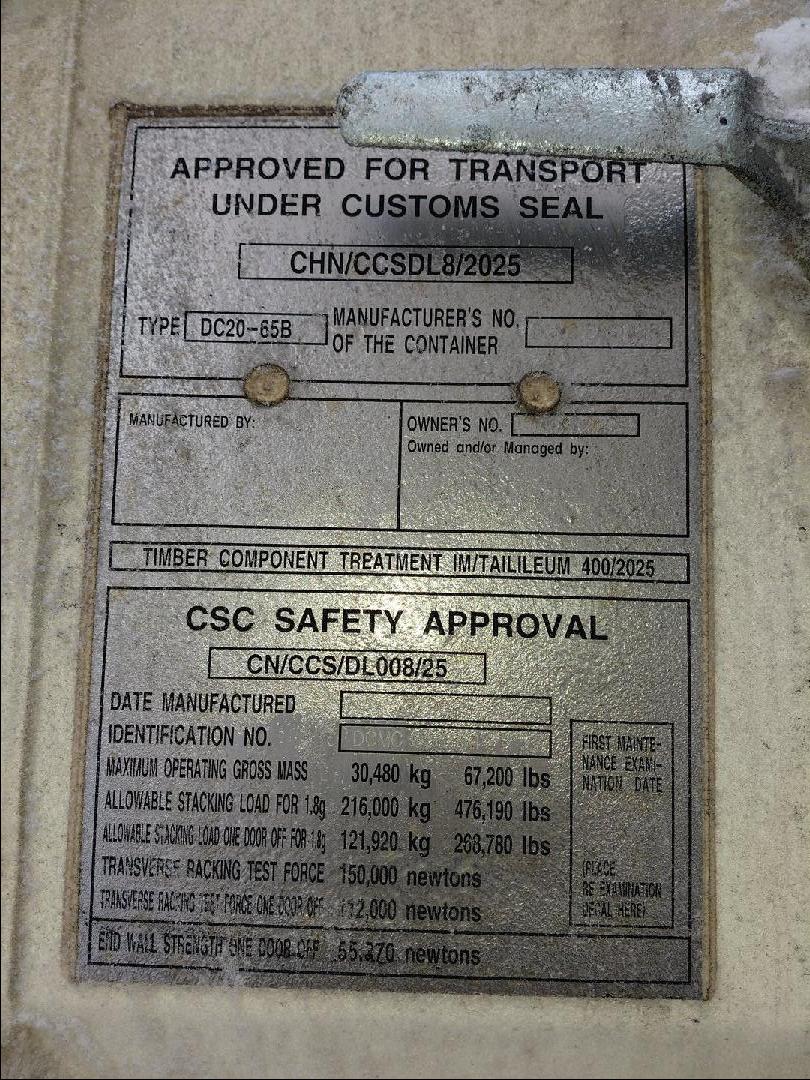 APPROVED FOR TRANSPORT
UNDER CUSTOMS SEAL
CHN/CCSDL8/2025
TYPE DC20-65B MANUFACTURER'S NO.
OF THE CONTAINER
MANUFACTURED BY:
OWNER'S NO.
Owned and/or Managed by:
TIMBER COMPONENT TREATMENT IM/TAILILEUM 400/2025
CSC SAFETY APPROVAL
CN/CCS/DL008/25
DATE MANUFACTURED
IDENTIFICATION NO.
MAXIMUM OPERATING GROSS MASS 30,480 kg 67,200 lbs
ALLOWABLE STACKING LOAD FOR 1.8g 216,000 kg 476,190 lbs
ALLOWABLE STACKING LOAD ONE DOOR OFF FOR 1.8g 121,920 kg 268,780 lbs
TRANSVERSE RACKING TEST FORCE 150,000 newtons
TRANSVERSE RACKING TEST FORCE ONE DOOR OFF 112,000 newtons
END WALL STRENGTH ONE DOOR OFF newtons
FIRST MAINTE-
NANCE EXAMI-
NATION DATE
(PLACE
RE EXAMINATION
DECAL HERE)